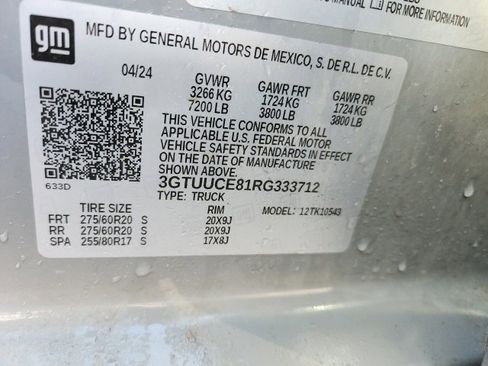 MANUAL FOR MORE INFORMATION
gm
MFD BY GENERAL MOTORS DE MEXICO, S. DE R.L. DE C.V.
04/24 GVWR GAWR FRT GAWR RR
3266 KG 1724 KG 1724 KG
7200 LB 3800 LB 3800 LB
THIS VEHICLE CONFORMS TO ALL
APPLICABLE U.S. FEDERAL MOTOR
VEHICLE SAFETY STANDARDS IN EFFECT
ON THE DATE OF MANUFACTURE
SHOWN ABOVE.
633D
3GTUUCE81RG333712
TYPE: TRUCK
TIRE SIZE RIM MODEL: 12TK10543
FRT 275/60R20 S 20X9J
RR 275/60R20 S 20X9J
SPA 255/80R17 S 17X8J